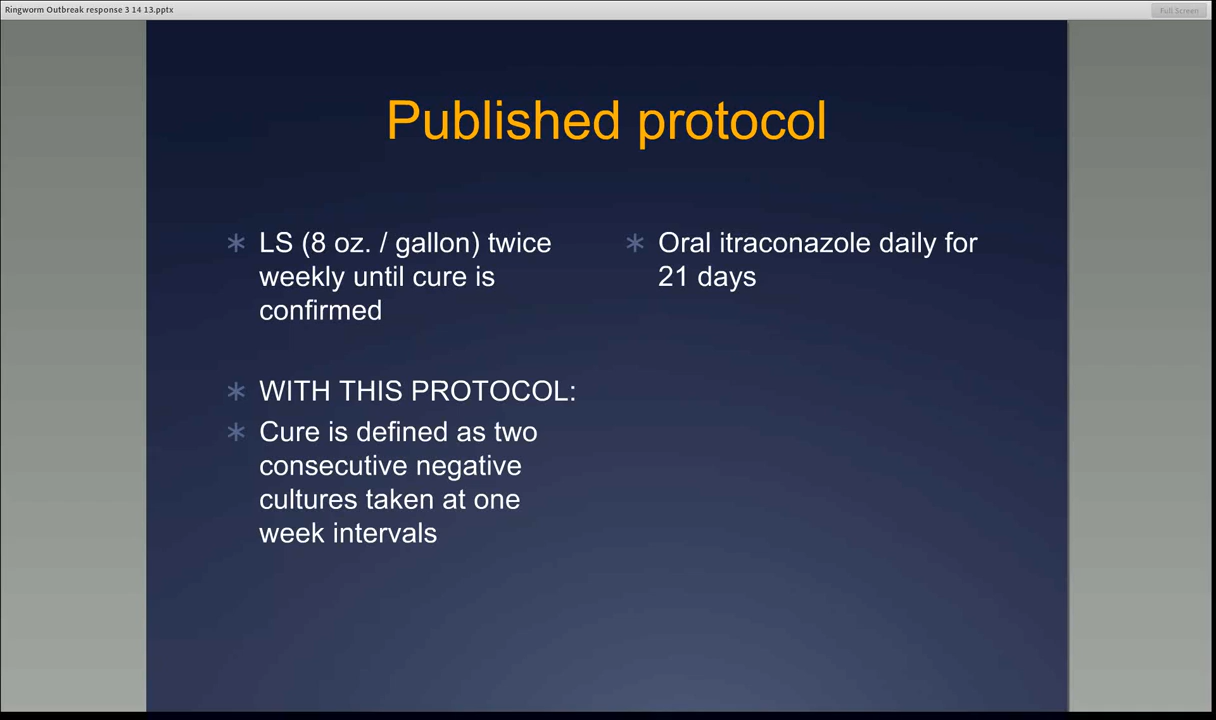 Ringworm Outbreak response 3 14 13.pptx
Full Screen
Published protocol
LS (8 oz. / gallon) twice
weekly until cure is
confirmed
WITH THIS PROTOCOL:
Cure is defined as two
consecutive negative
cultures taken at one
week intervals
Oral itraconazole daily for
21 days